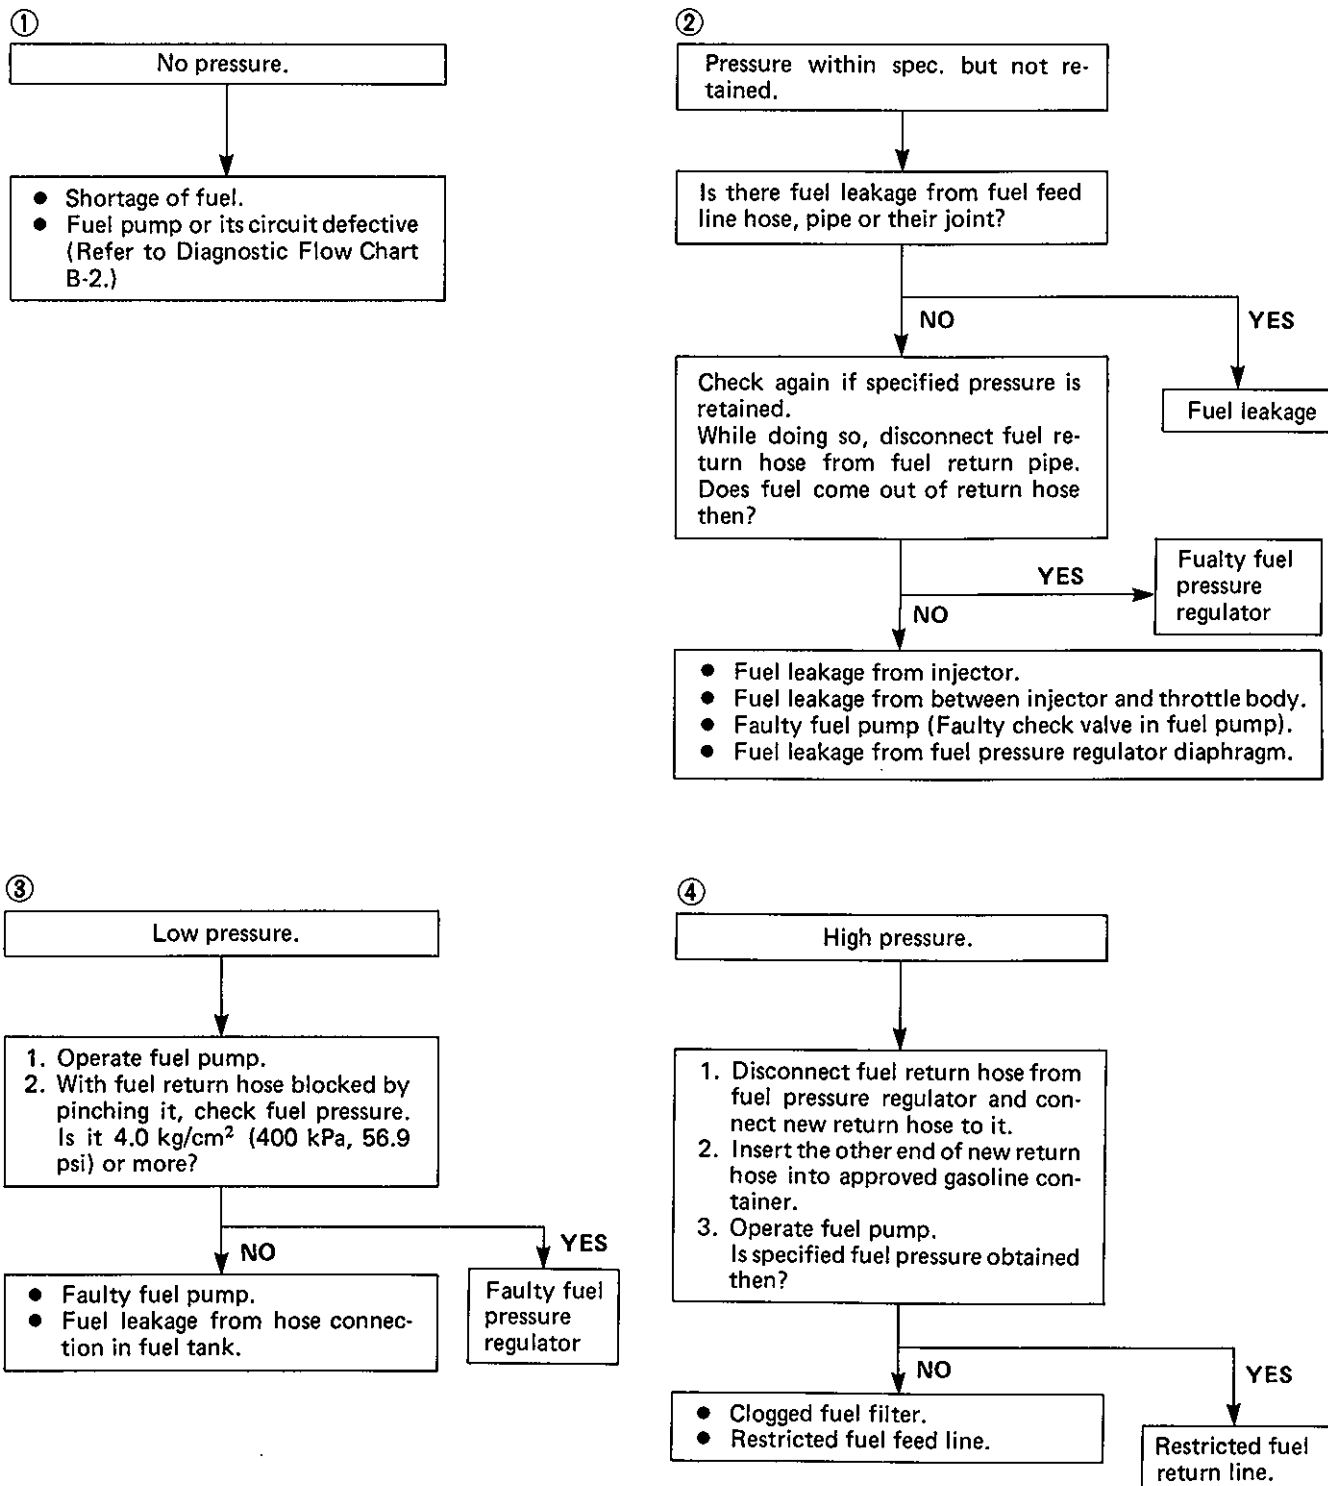 ①
No pressure.
● Shortage of fuel.
● Fuel pump or its circuit defective
(Refer to Diagnostic Flow Chart
B-2.)
②
Pressure within spec. but not re-
tained.
Is there fuel leakage from fuel feed
line hose, pipe or their joint?
NO
YES
Fuel leakage
Check again if specified pressure is
retained.
While doing so, disconnect fuel re-
turn hose from fuel return pipe.
Does fuel come out of return hose
then?
YES
Fualty fuel
pressure
regulator
NO
● Fuel leakage from injector.
● Fuel leakage from between injector and throttle body.
● Faulty fuel pump (Faulty check valve in fuel pump).
● Fuel leakage from fuel pressure regulator diaphragm.
③
Low pressure.
1. Operate fuel pump.
2. With fuel return hose blocked by
pinching it, check fuel pressure.
Is it 4.0 kg/cm² (400 kPa, 56.9
psi) or more?
NO
YES
● Faulty fuel pump.
● Fuel leakage from hose connec-
tion in fuel tank.
Faulty fuel
pressure
regulator
④
High pressure.
1. Disconnect fuel return hose from
fuel pressure regulator and con-
nect new return hose to it.
2. Insert the other end of new return
hose into approved gasoline con-
tainer.
3. Operate fuel pump.
Is specified fuel pressure obtained
then?
NO
YES
● Clogged fuel filter.
● Restricted fuel feed line.
Restricted fuel
return line.